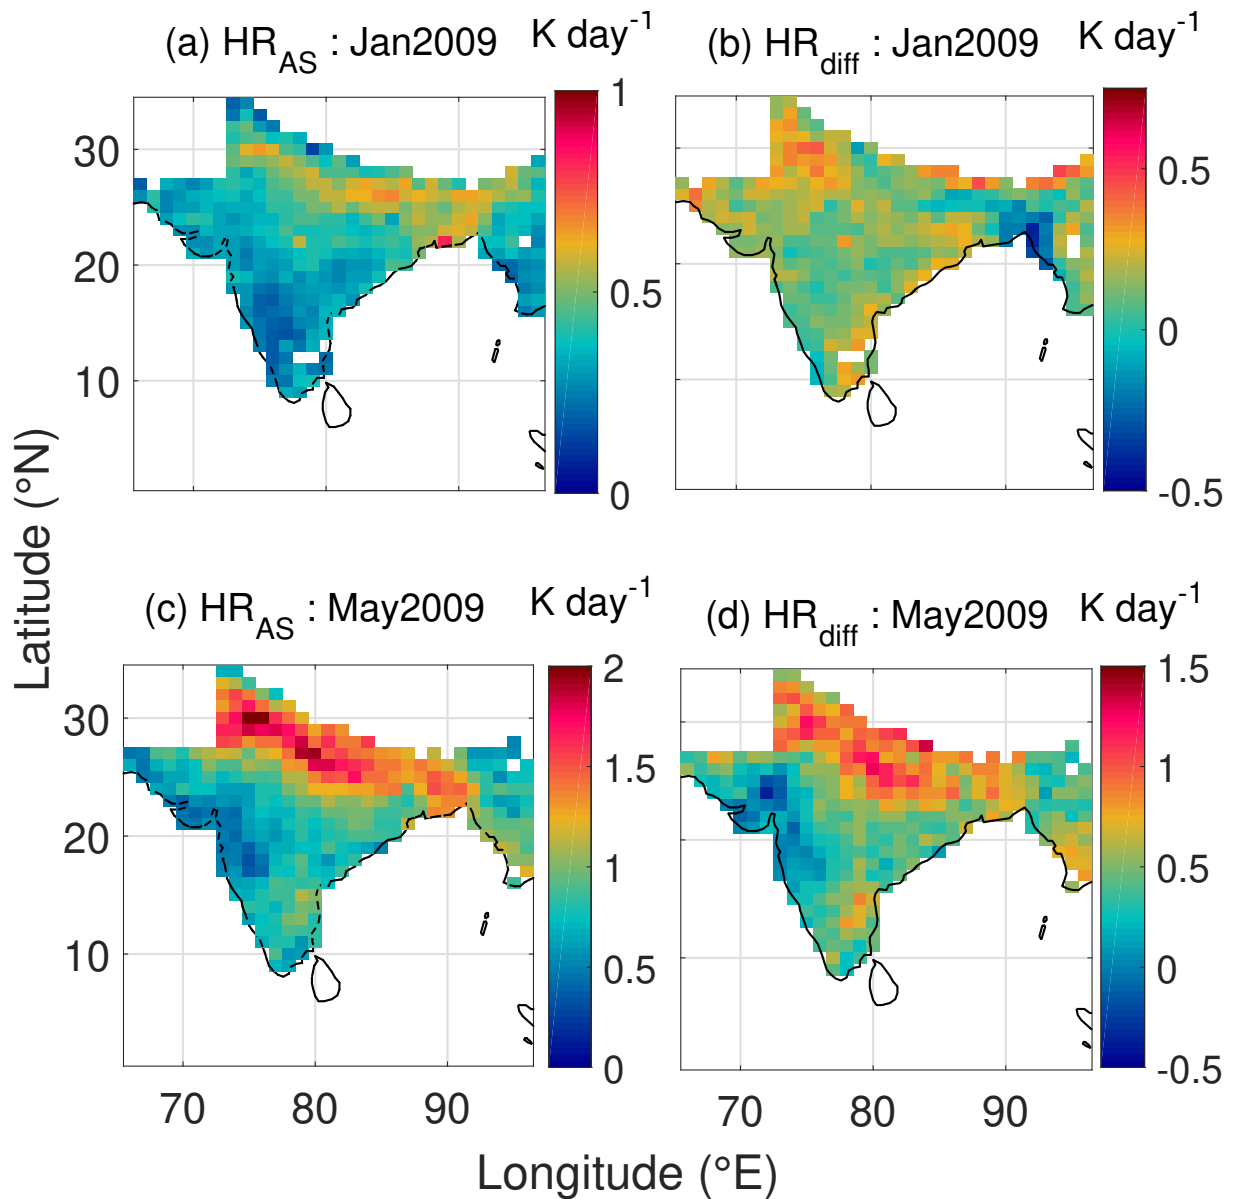 (a) HR_AS : Jan2009 K day^-1
(b) HR_diff : Jan2009 K day^-1
1
0.5
0
0.5
0
-0.5
30
20
10
(c) HR_AS : May2009 K day^-1
(d) HR_diff : May2009 K day^-1
2
1.5
1
0.5
0
1.5
1
0.5
0
-0.5
30
20
10
70 80 90
70 80 90
Latitude (°N)
Longitude (°E)